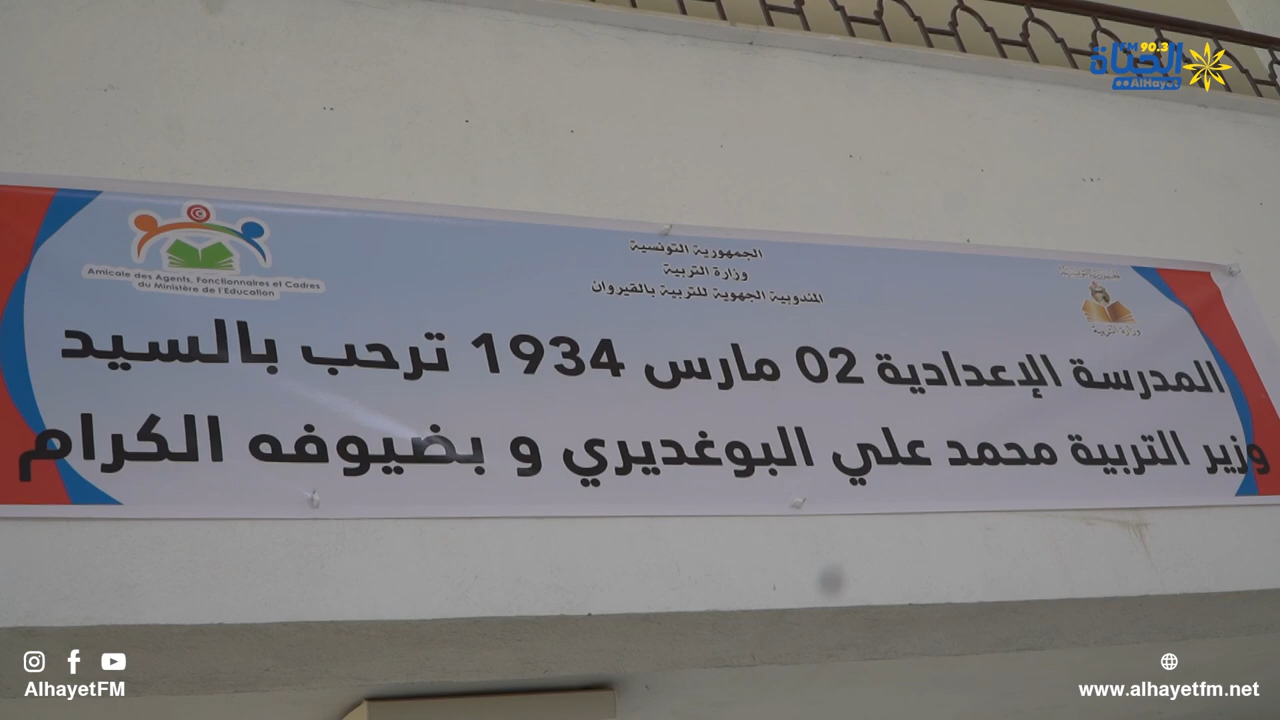 FM 90.3
الحياة
AlHayet
Amicale des Agents, Fonctionnaires et Cadres
du Ministère de l'Education
الجمهورية التونسية
وزارة التربية
المندوبية الجهوية للتربية بالقيروان
وزارة التربية
المدرسة الإعدادية 02 مارس 1934 ترحب بالسيد
وزير التربية محمد علي البوغديري و بضيوفه الكرام
AlhayetFM
www.alhayetfm.net